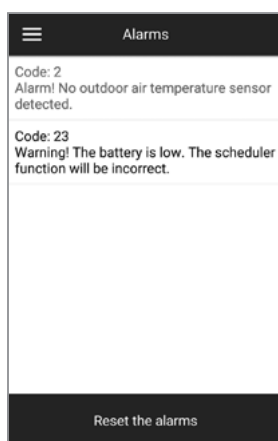 Alarms
Code: 2
Alarm! No outdoor air temperature sensor
detected.
Code: 23
Warning! The battery is low. The scheduler
function will be incorrect.
Reset the alarms